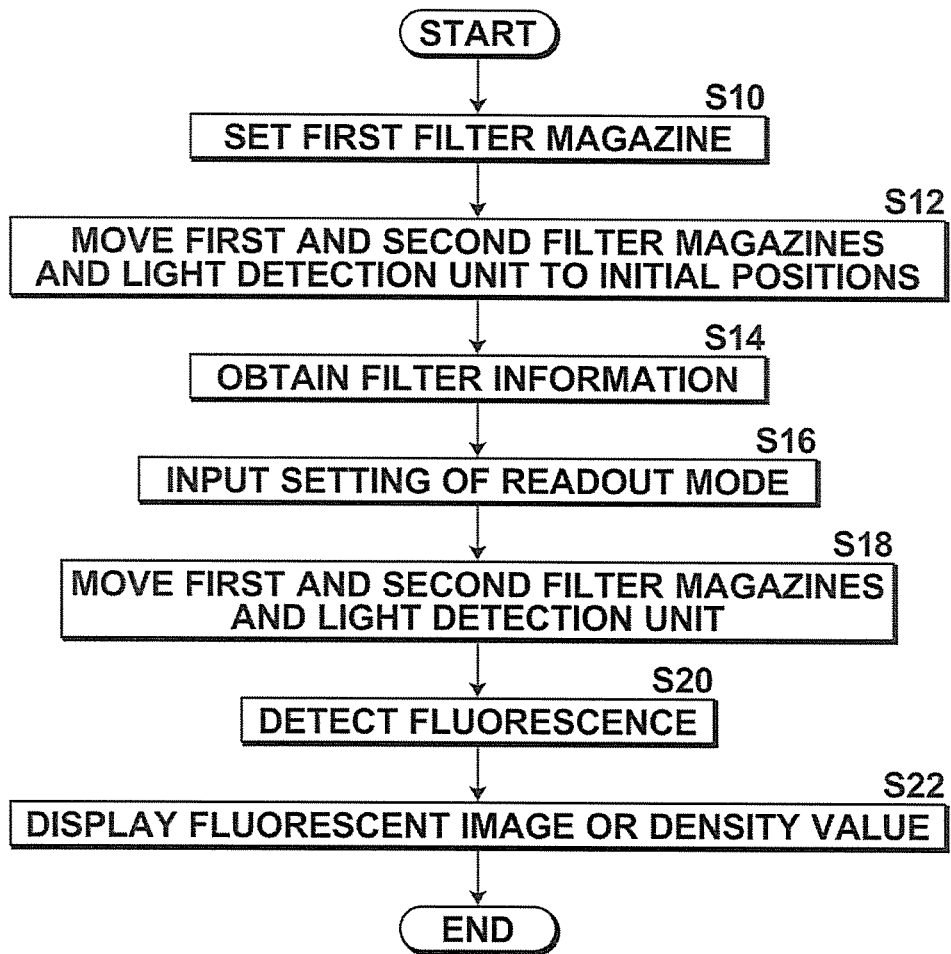 START
S10
SET FIRST FILTER MAGAZINE
S12
MOVE FIRST AND SECOND FILTER MAGAZINES
AND LIGHT DETECTION UNIT TO INITIAL POSITIONS
S14
OBTAIN FILTER INFORMATION
S16
INPUT SETTING OF READOUT MODE
S18
MOVE FIRST AND SECOND FILTER MAGAZINES
AND LIGHT DETECTION UNIT
S20
DETECT FLUORESCENCE
S22
DISPLAY FLUORESCENT IMAGE OR DENSITY VALUE
END